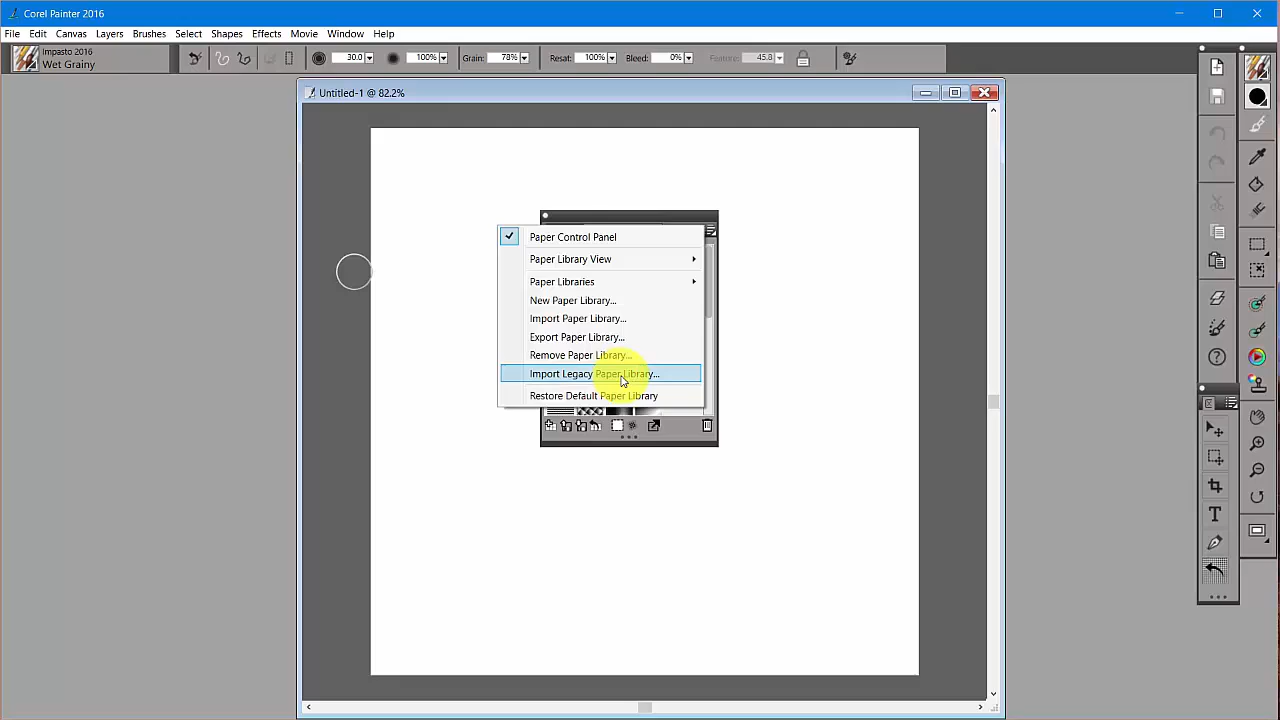 Corel Painter 2016
File Edit Canvas Layers Brushes Select Shapes Effects Movie Window Help
Impasto 2016
Wet Grainy
30.0 100% Grain: 78% Resat: 100% Bleed: 0% Feature: 45.8
Untitled-1 @ 82.2%
Paper Control Panel
Paper Library View
Paper Libraries
New Paper Library...
Import Paper Library...
Export Paper Library...
Remove Paper Library...
Import Legacy Paper Library...
Restore Default Paper Library